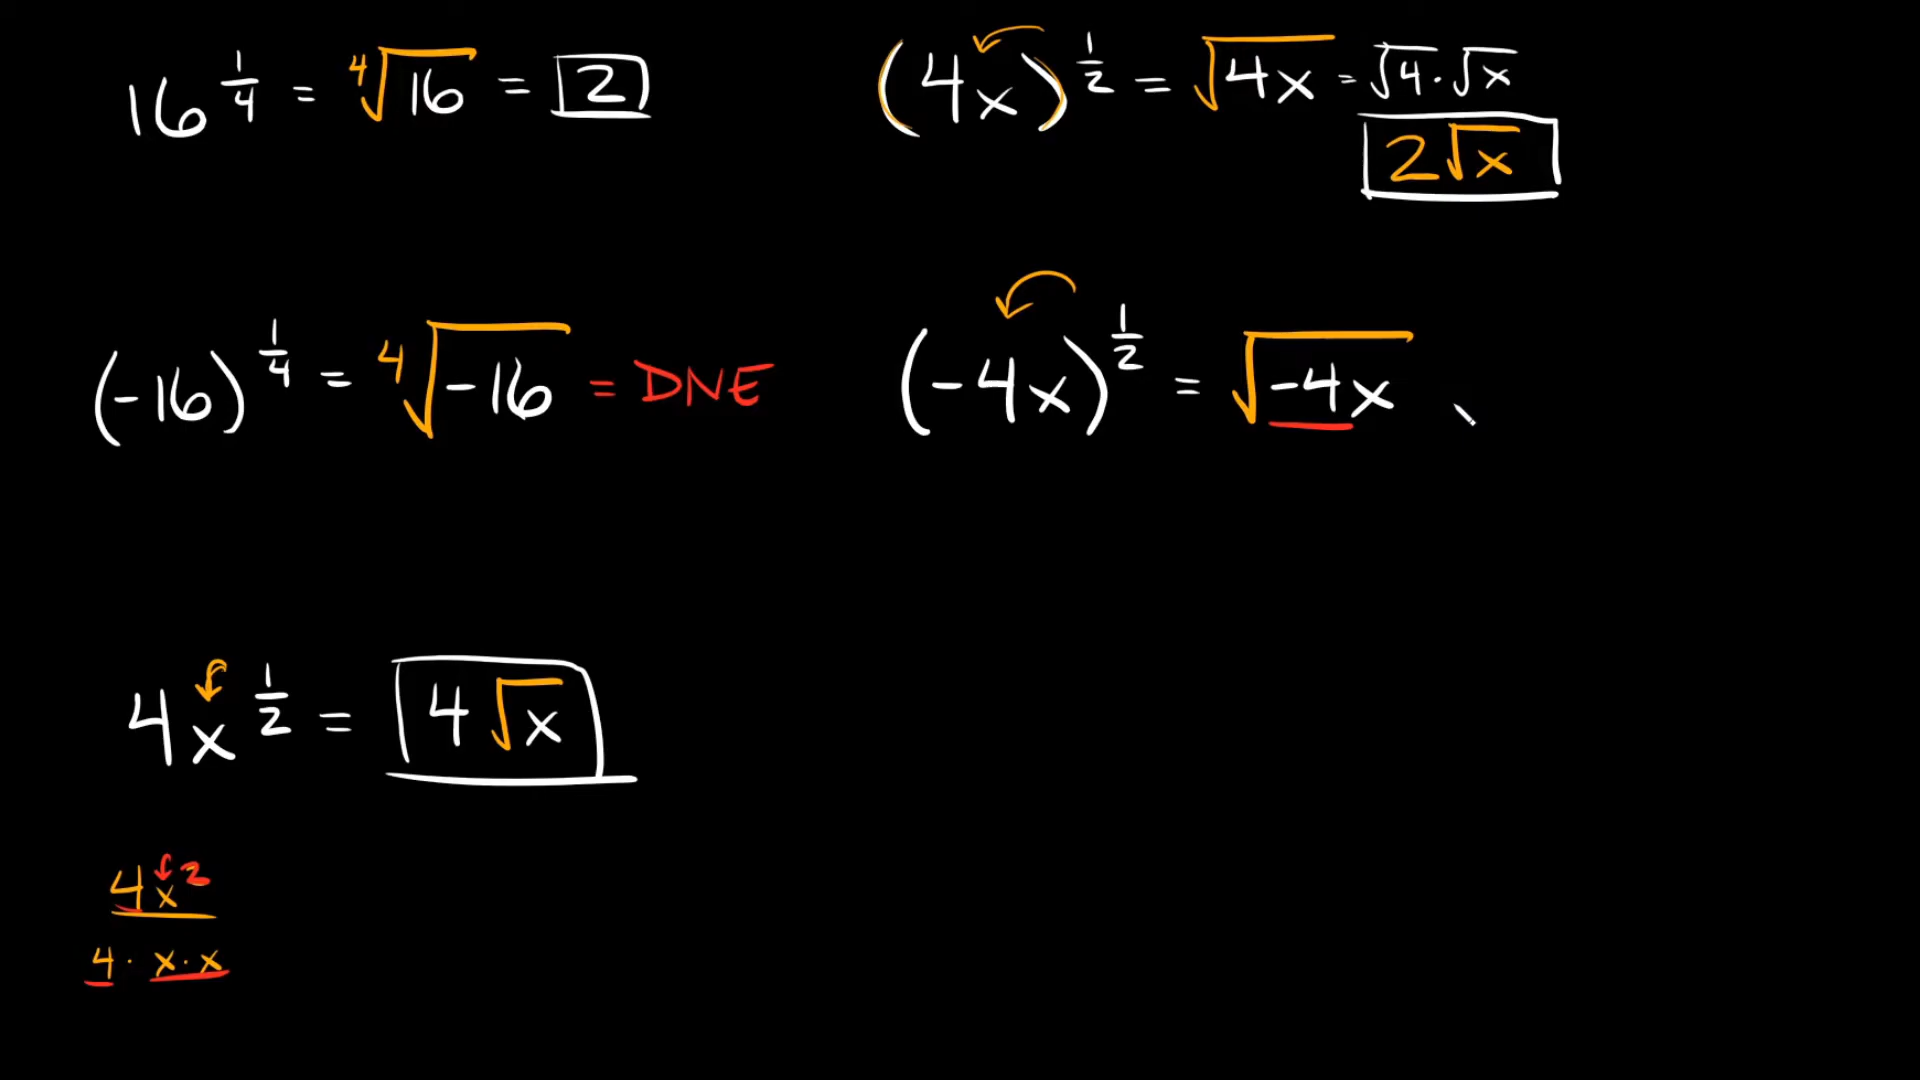 16^(1/4) = ⁴√16 = 2
(4x)^(1/2) = √4x = √4 · √x
2√x
(-16)^(1/4) = ⁴√-16 = DNE
(-4x)^(1/2) = √-4x
4x^(1/2) = 4√x
4x²
4 · x · x